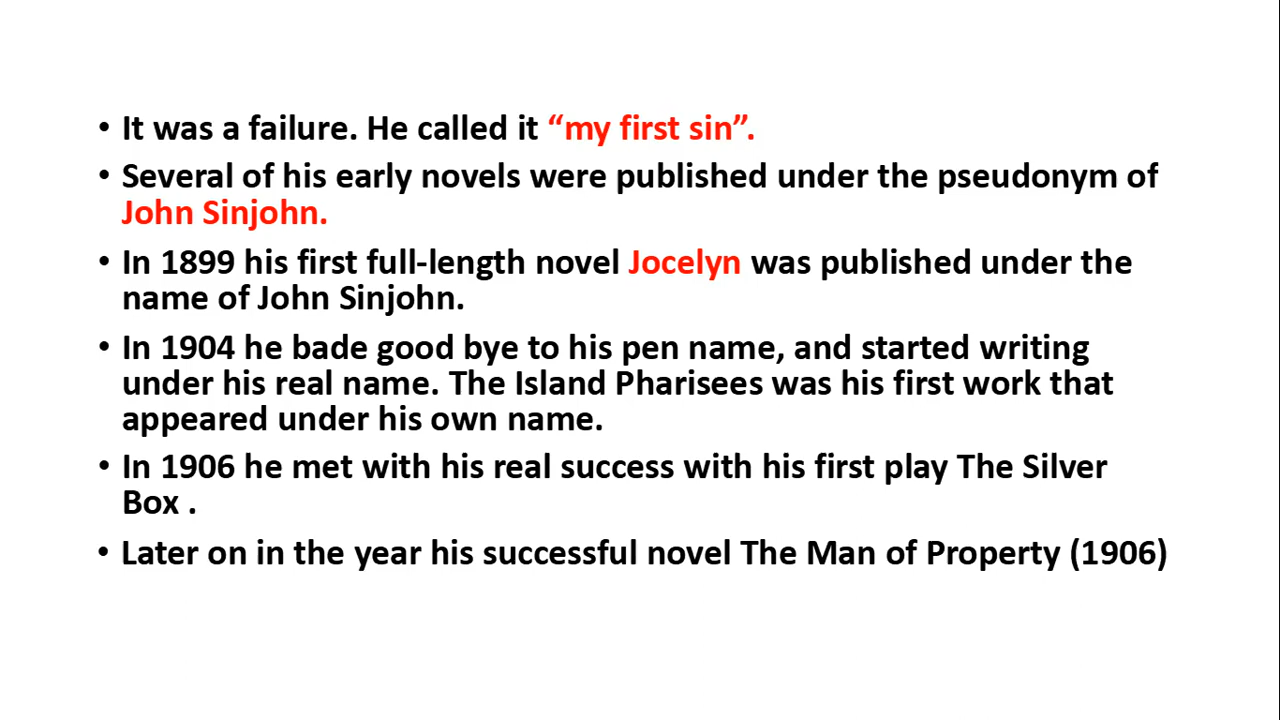 • It was a failure. He called it “my first sin”.
• Several of his early novels were published under the pseudonym of
John Sinjohn.
• In 1899 his first full-length novel Jocelyn was published under the
name of John Sinjohn.
• In 1904 he bade good bye to his pen name, and started writing
under his real name. The Island Pharisees was his first work that
appeared under his own name.
• In 1906 he met with his real success with his first play The Silver
Box .
• Later on in the year his successful novel The Man of Property (1906)